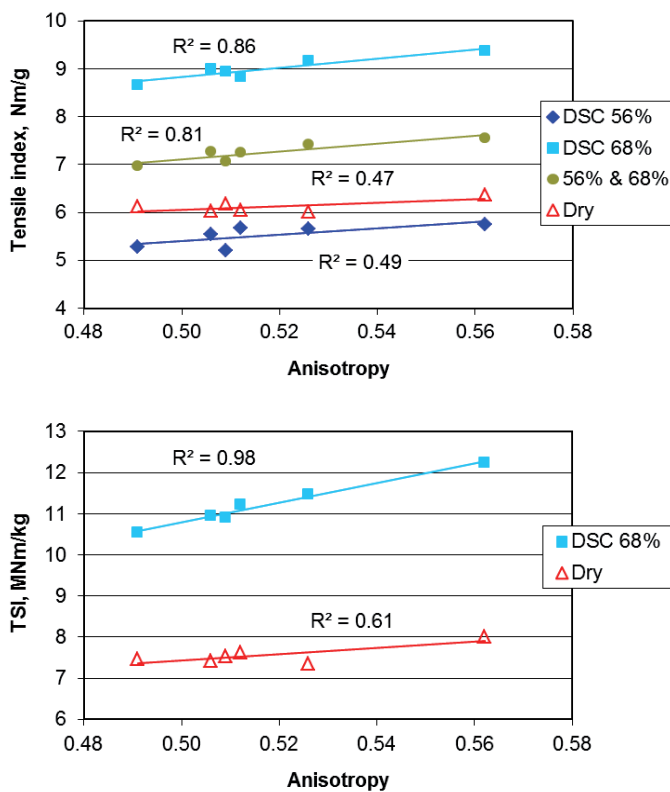 10
9
8
7
6
5
4
Tensile index, Nm/g
R² = 0.86
R² = 0.81
R² = 0.47
R² = 0.49
DSC 56%
DSC 68%
56% & 68%
Dry
0.48 0.50 0.52 0.54 0.56 0.58
Anisotropy
13
12
11
10
9
8
7
6
TSI, MNm/kg
R² = 0.98
R² = 0.61
DSC 68%
Dry
0.48 0.50 0.52 0.54 0.56 0.58
Anisotropy